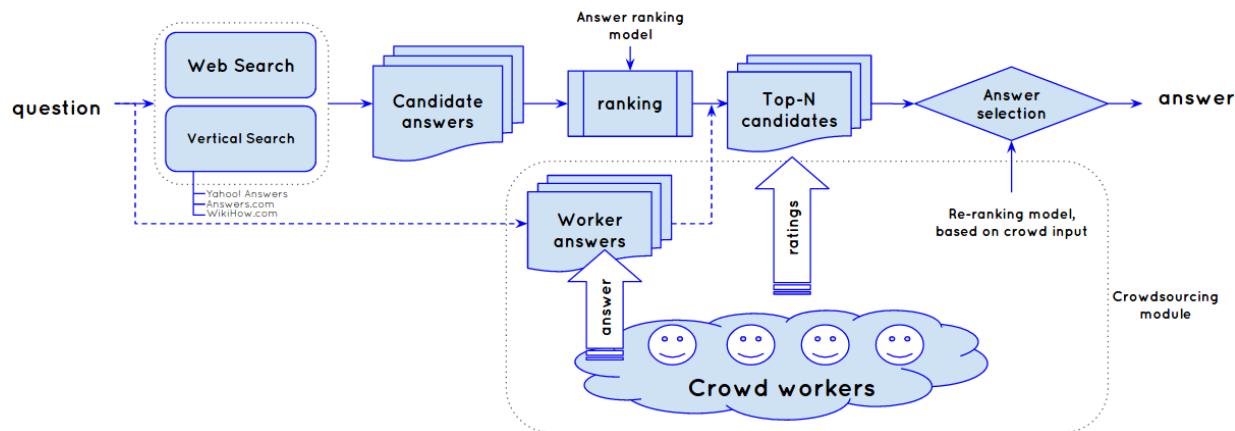 question
Web Search
Vertical Search
Yahoo! Answers
Answers.com
WikiHow.com
Candidate
answers
Answer ranking
model
ranking
Top-N
candidates
Answer
selection
answer
Worker
answers
answer
ratings
Re-ranking model,
based on crowd input
Crowdsourcing
module
Crowd workers